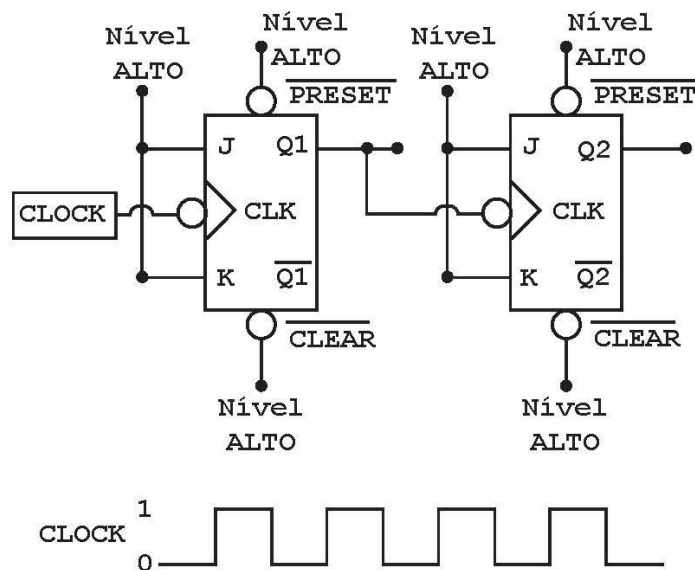 Nível
ALTO
Nível
ALTO
PRESET
J
Q1
CLOCK
CLK
K
Q1
CLEAR
Nível
ALTO
Nível
ALTO
Nível
ALTO
PRESET
J
Q2
CLK
K
Q2
CLEAR
Nível
ALTO
1
CLOCK
0